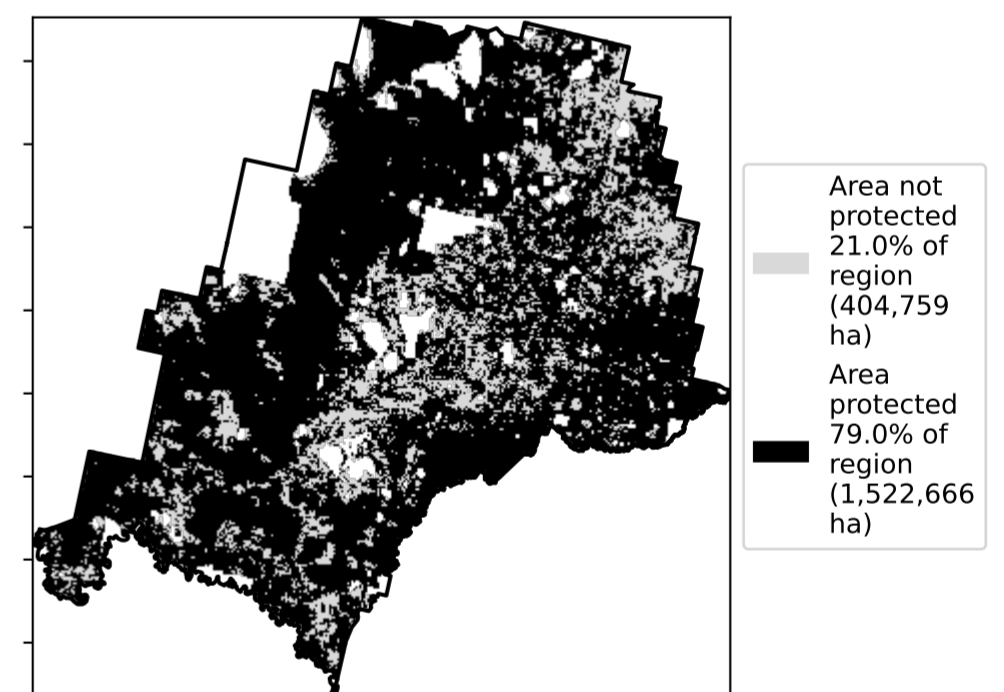 Area not
protected
21.0% of
region
(404,759
ha)
Area
protected
79.0% of
region
(1,522,666
ha)